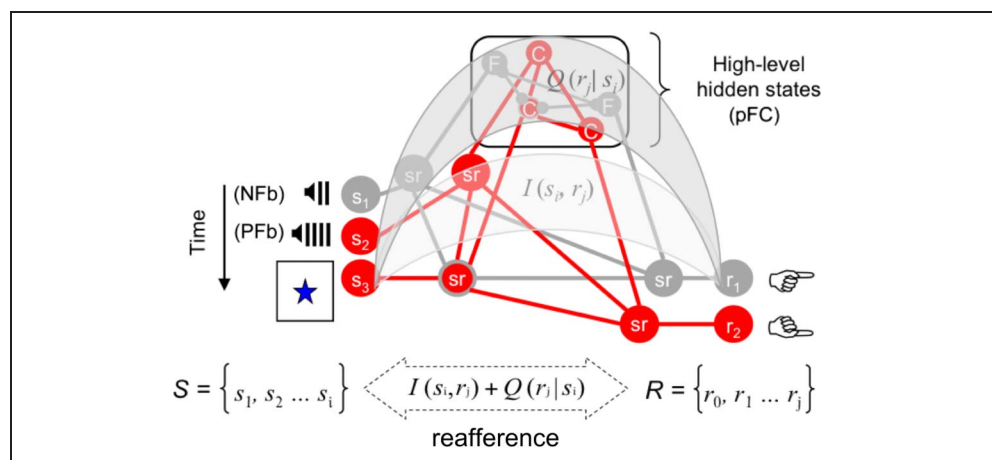 C
F
Q (rⱼ| sᵢ)
C
F
C
High-level
hidden states
(pFC)
sr
sr
I (sᵢ, rⱼ)
Time
(NFb)
s₁
(PFb)
s₂
s₃
sr
sr
r₁
sr
r₂
S = {s₁, s₂ ... sᵢ}
I (sᵢ,rⱼ) + Q (rⱼ|sᵢ)
R = {r₀, r₁ ... rⱼ}
reafference